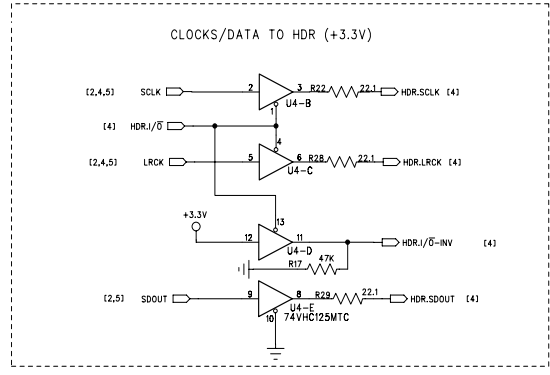 CLOCKS/DATA TO HDR (+3.3V)
[2,4,5] SCLK 2 3 R22 22.1 HDR.SCLK [4]
1 U4-B
[4] HDR.I/O̅
4
[2,4,5] LRCK 5 6 R28 22.1 HDR.LRCK [4]
U4-C
+3.3V 13
12 11 HDR.I/O̅-INV [4]
U4-D
R17 47K
[2,5] SDOUT 9 8 R29 22.1 HDR.SDOUT [4]
U4-E
10 74VHC125MTC